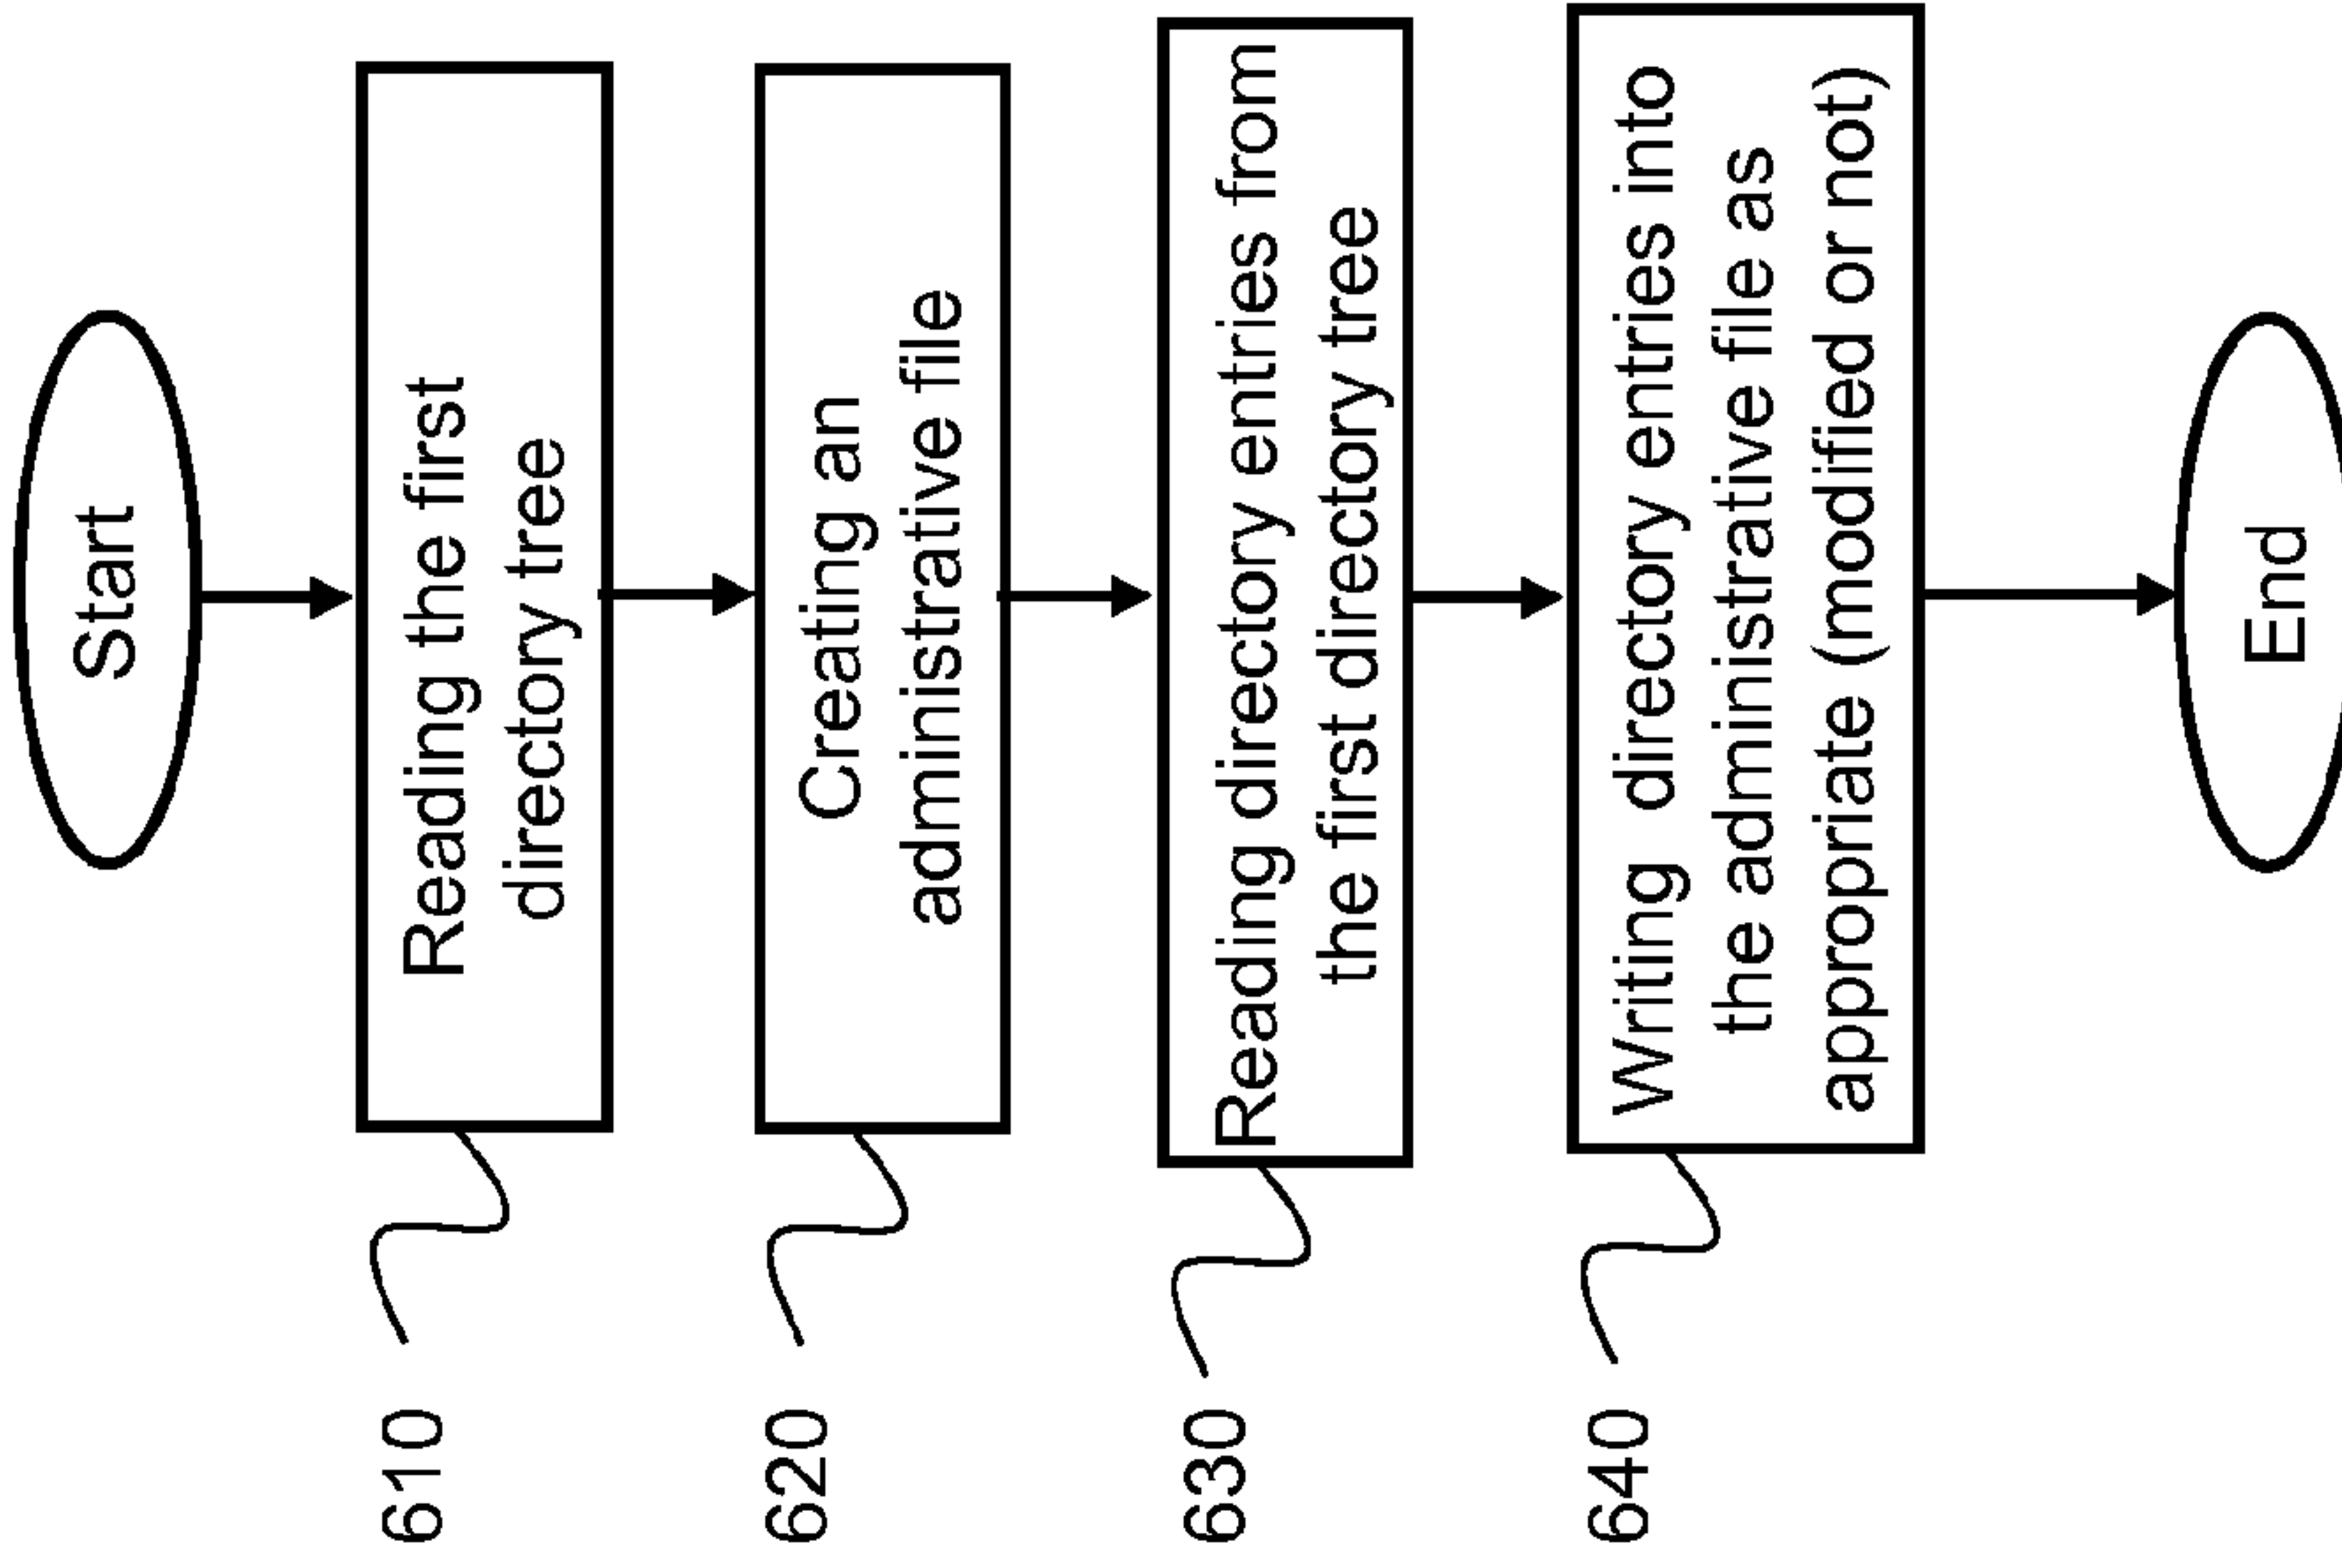 Start
610
Reading the first
directory tree
620
Creating an
administrative file
630
Reading directory entries from
the first directory tree
640
Writing directory entries into
the administrative file as
appropriate (modified or not)
End